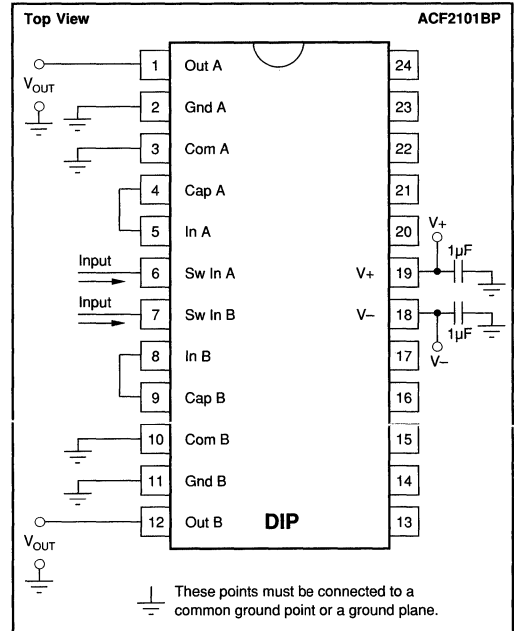 Top View ACF2101BP
1 Out A 24
VOUT
2 Gnd A 23
3 Com A 22
4 Cap A 21
5 In A 20 V+
1µF
Input
6 Sw In A V+ 19
Input
7 Sw In B V– 18
1µF
8 In B 17 V–
9 Cap B 16
10 Com B 15
11 Gnd B 14
12 Out B DIP 13
VOUT
These points must be connected to a
common ground point or a ground plane.